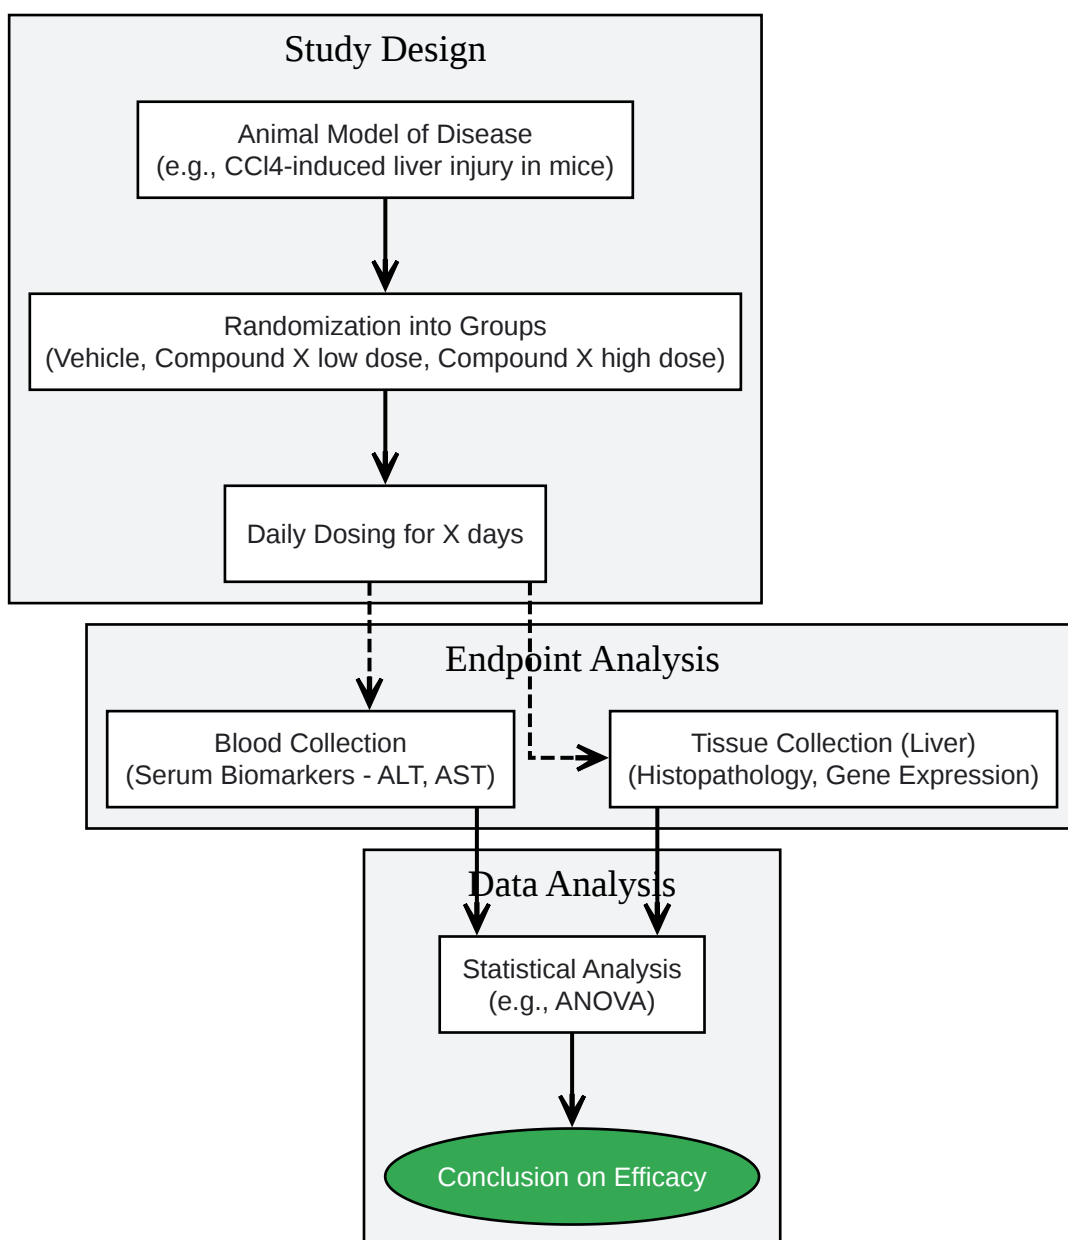 Study Design
Animal Model of Disease
(e.g., CCl4-induced liver injury in mice)
Randomization into Groups
(Vehicle, Compound X low dose, Compound X high dose)
Daily Dosing for X days
Endpoint Analysis
Blood Collection
(Serum Biomarkers - ALT, AST)
Tissue Collection (Liver)
(Histopathology, Gene Expression)
Data Analysis
Statistical Analysis
(e.g., ANOVA)
Conclusion on Efficacy